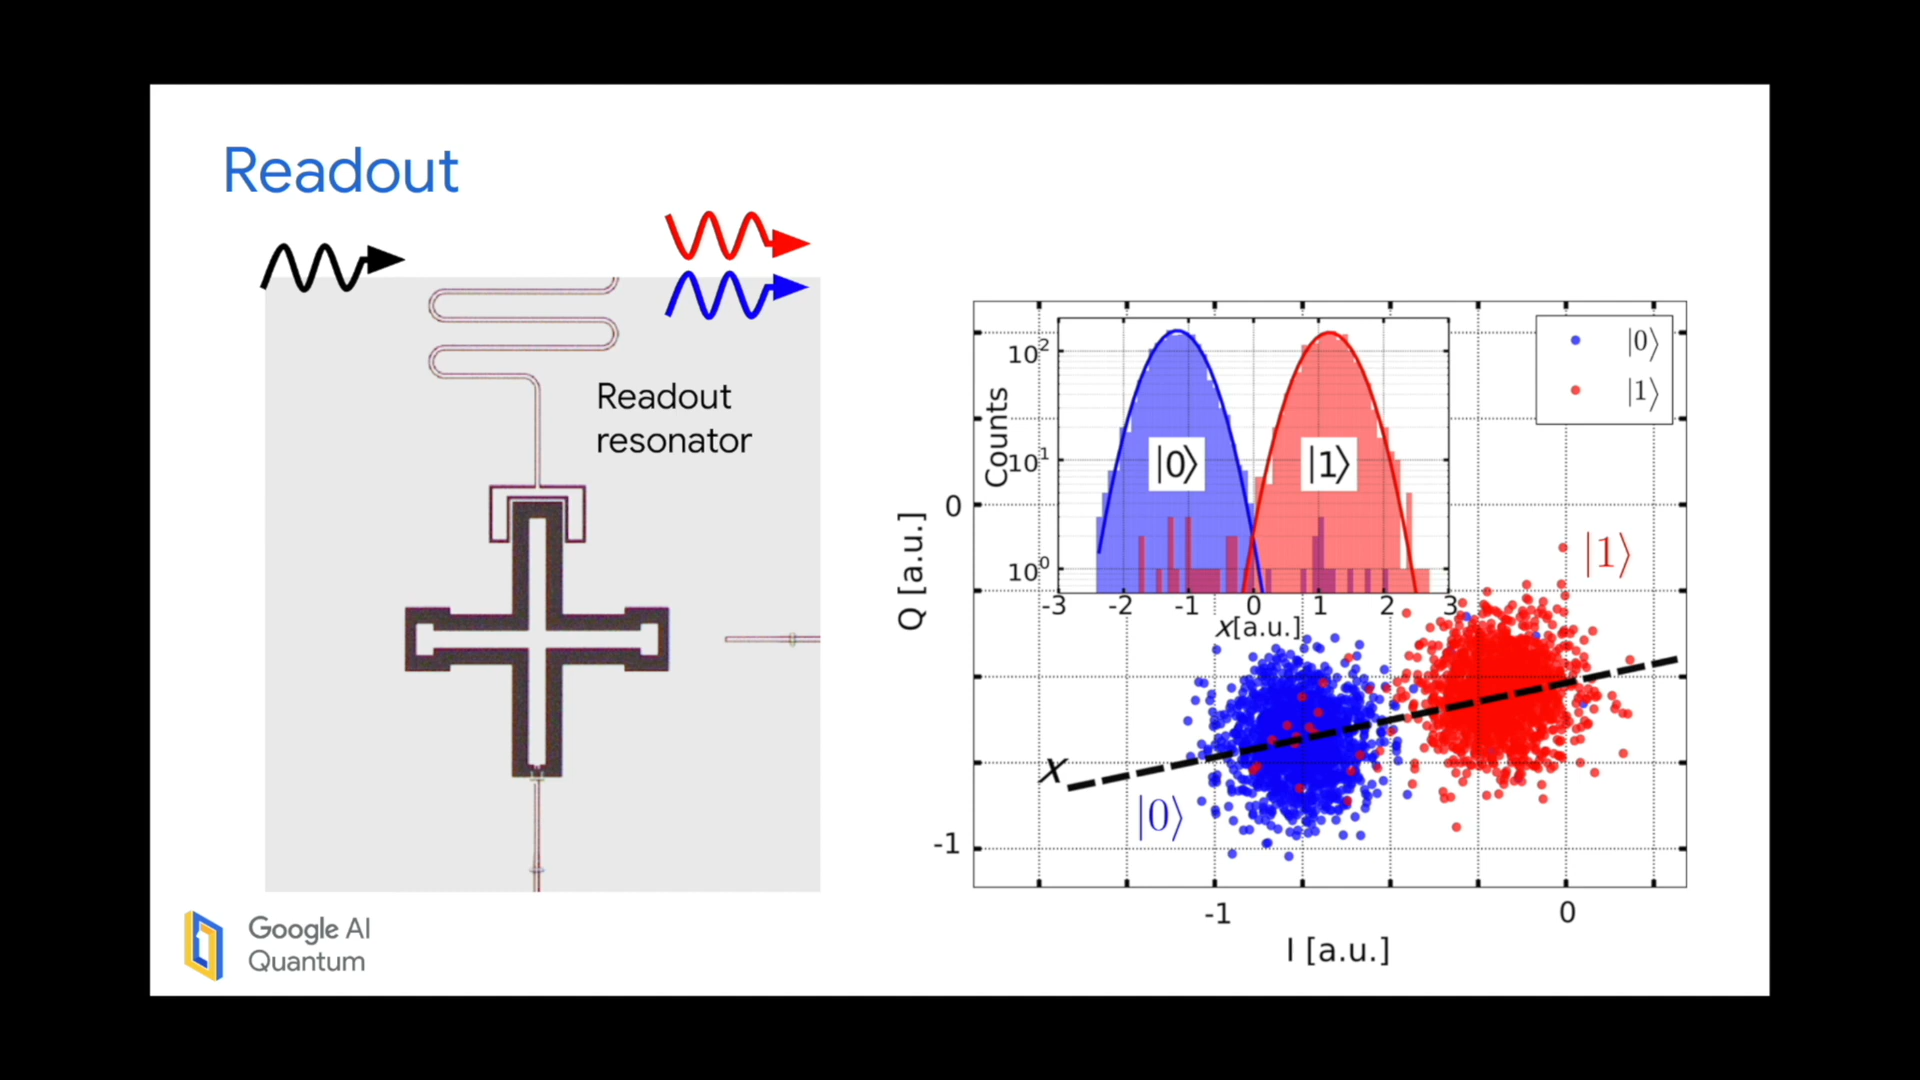 Readout
Readout
resonator
Google AI
Quantum
Counts
10²
10¹
10⁰
-3 -2 -1 0 1 2 3
x[a.u.]
|0⟩
|1⟩
|0⟩
|1⟩
|1⟩
|0⟩
x
Q [a.u.]
0
-1
-1 0
I [a.u.]